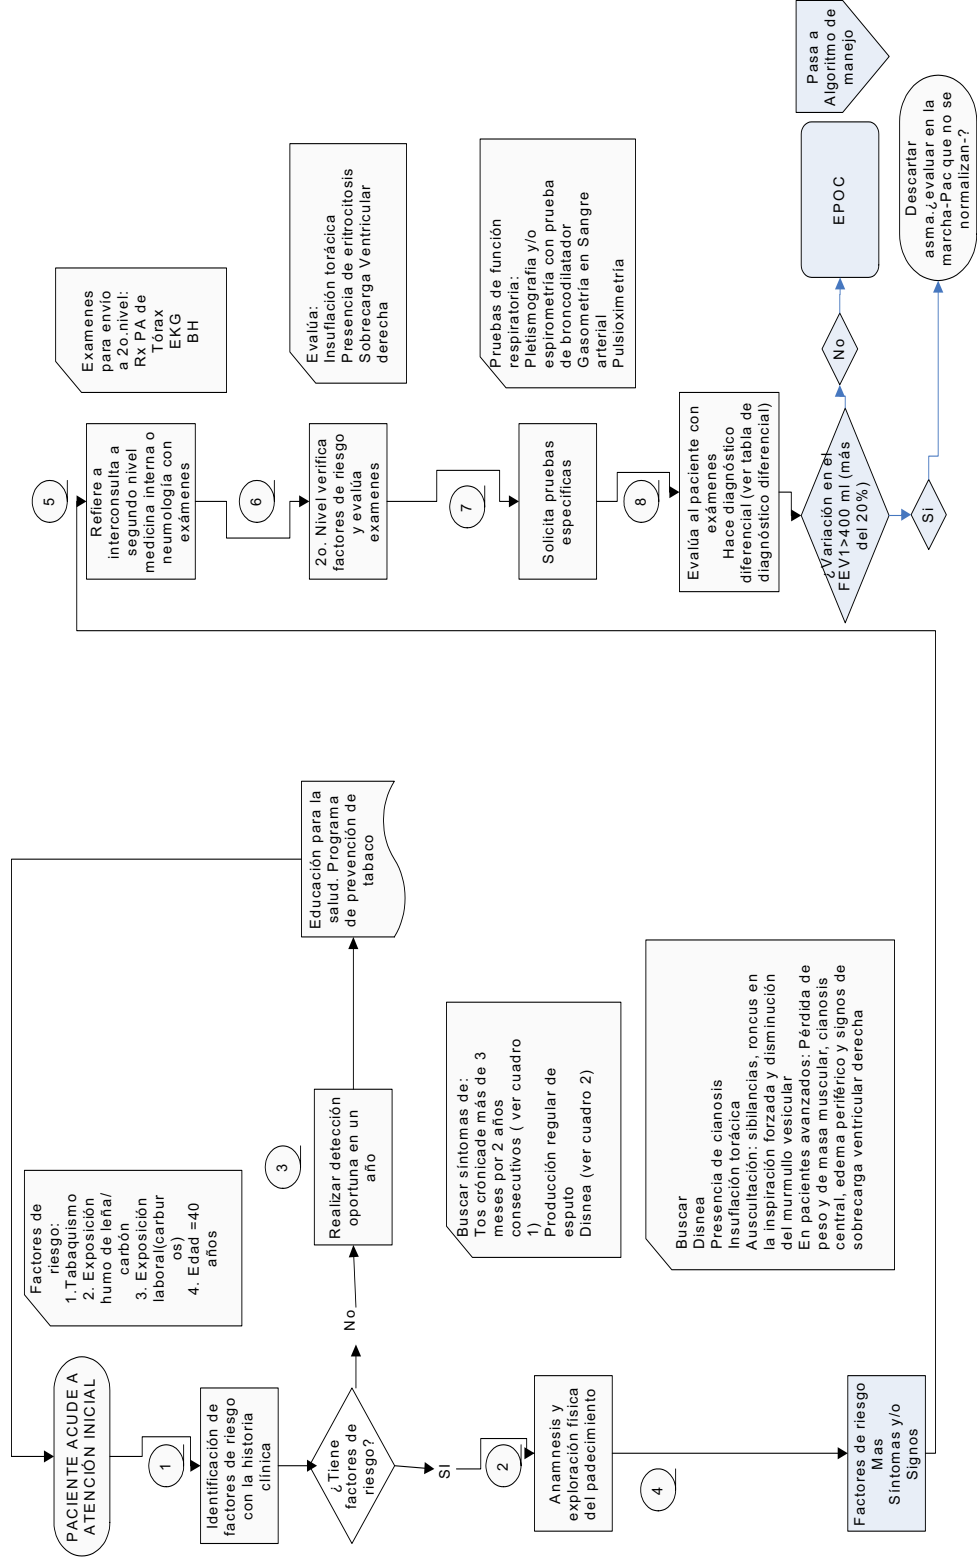 PACIENTE ACUDE A
ATENCIÓN INICIAL
1
Factores de
riesgo:
1.Tabaquismo
2. Exposición
humo de leña/
carbón
3. Exposición
laboral(carbur
os)
4. Edad =40
años
Identificación de
factores de riesgo
con la historia
clínica
¿Tiene
factores de
riesgo?
No
3
Realizar detección
oportuna en un
año
Educación para la
salud. Programa
de prevención de
tabaco
SI
2
Anamnesis y
exploración física
del padecimiento
Buscar síntomas de:
Tos crónicade más de 3
meses por 2 años
consecutivos ( ver cuadro
1)
Producción regular de
esputo
Disnea (ver cuadro 2)
4
Buscar
Disnea
Presencia de cianosis
Insuflación torácica
Auscultación: sibilancias, roncus en
la inspiración forzada y disminución
del murmullo vesicular
En pacientes avanzados: Pérdida de
peso y de masa muscular, cianosis
central, edema periférico y signos de
sobrecarga ventricular derecha
Factores de riesgo
Mas
Síntomas y/o
Signos
5
Refiere a
interconsulta a
segundo nivel
medicina interna o
neumología con
exámenes
Examenes
para envío
a 2o.nivel:
Rx PA de
Tórax
EKG
BH
6
2o. Nivel verifica
factores de riesgo
y evalúa
examenes
Evalúa:
Insuflación torácica
Presencia de eritrocitosis
Sobrecarga Ventricular
derecha
7
Solicita pruebas
especificas
Pruebas de función
respiratoria:
Pletismografia y/o
espirometría con prueba
de broncodilatador
Gasometría en Sangre
arterial
Pulsioximetría
8
Evalúa al paciente con
exámenes
Hace diagnóstico
diferencial (ver tabla de
diagnóstico diferencial)
¿Variación en el
FEV1>400 ml (más
del 20%)
No
EPOC
Pasa a
Algoritmo de
manejo
Si
Descartar
asma.¿evaluar en la
marcha-Pac que no se
normalizan-?